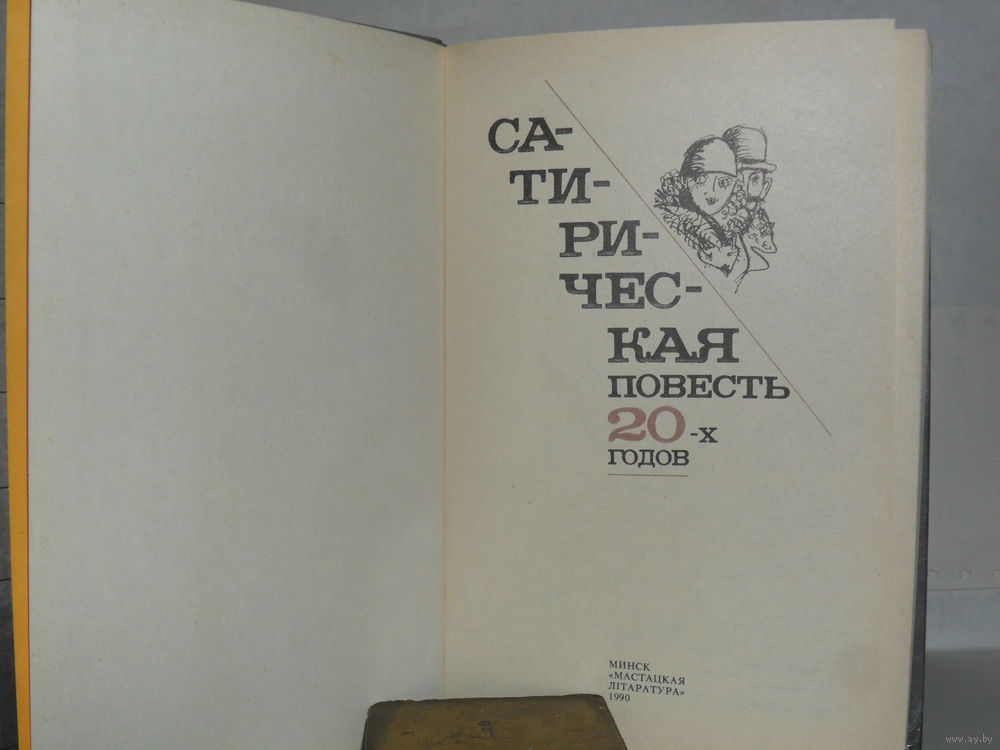 СА-
ТИ-
РИ-
ЧЕС-
КАЯ
ПОВЕСТЬ
20-х
ГОДОВ
МИНСК
«МАСТАЦКАЯ
ЛІТАРАТУРА»
1990
www.ay.by